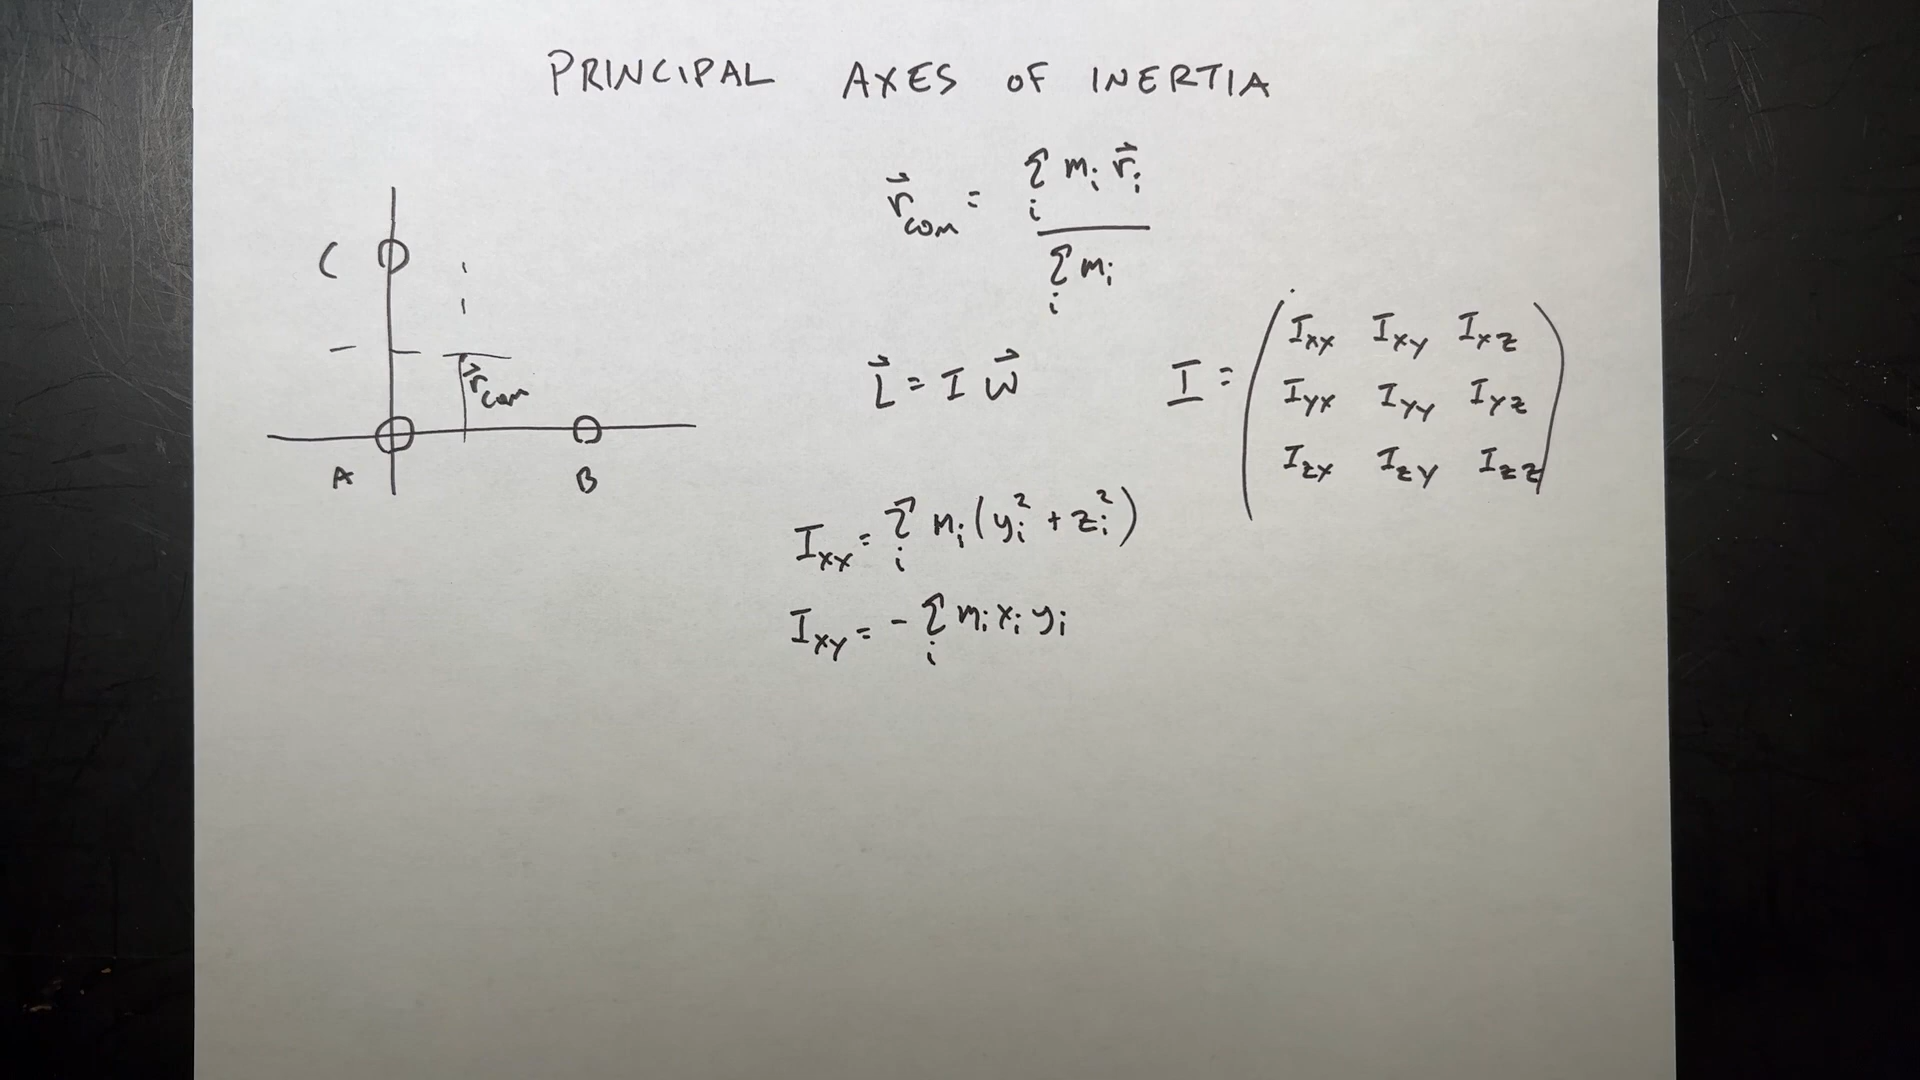 PRINCIPAL AXES OF INERTIA
r⃗com = Σi mi r⃗i / Σi mi
C
r⃗com
A B
L⃗ = I ω⃗
I = ( Ixx Ixy Ixz
Iyx Iyy Iyz
Izx Izy Izz )
Ixx = Σi mi (yi² + zi²)
Ixy = - Σi mi xi yi